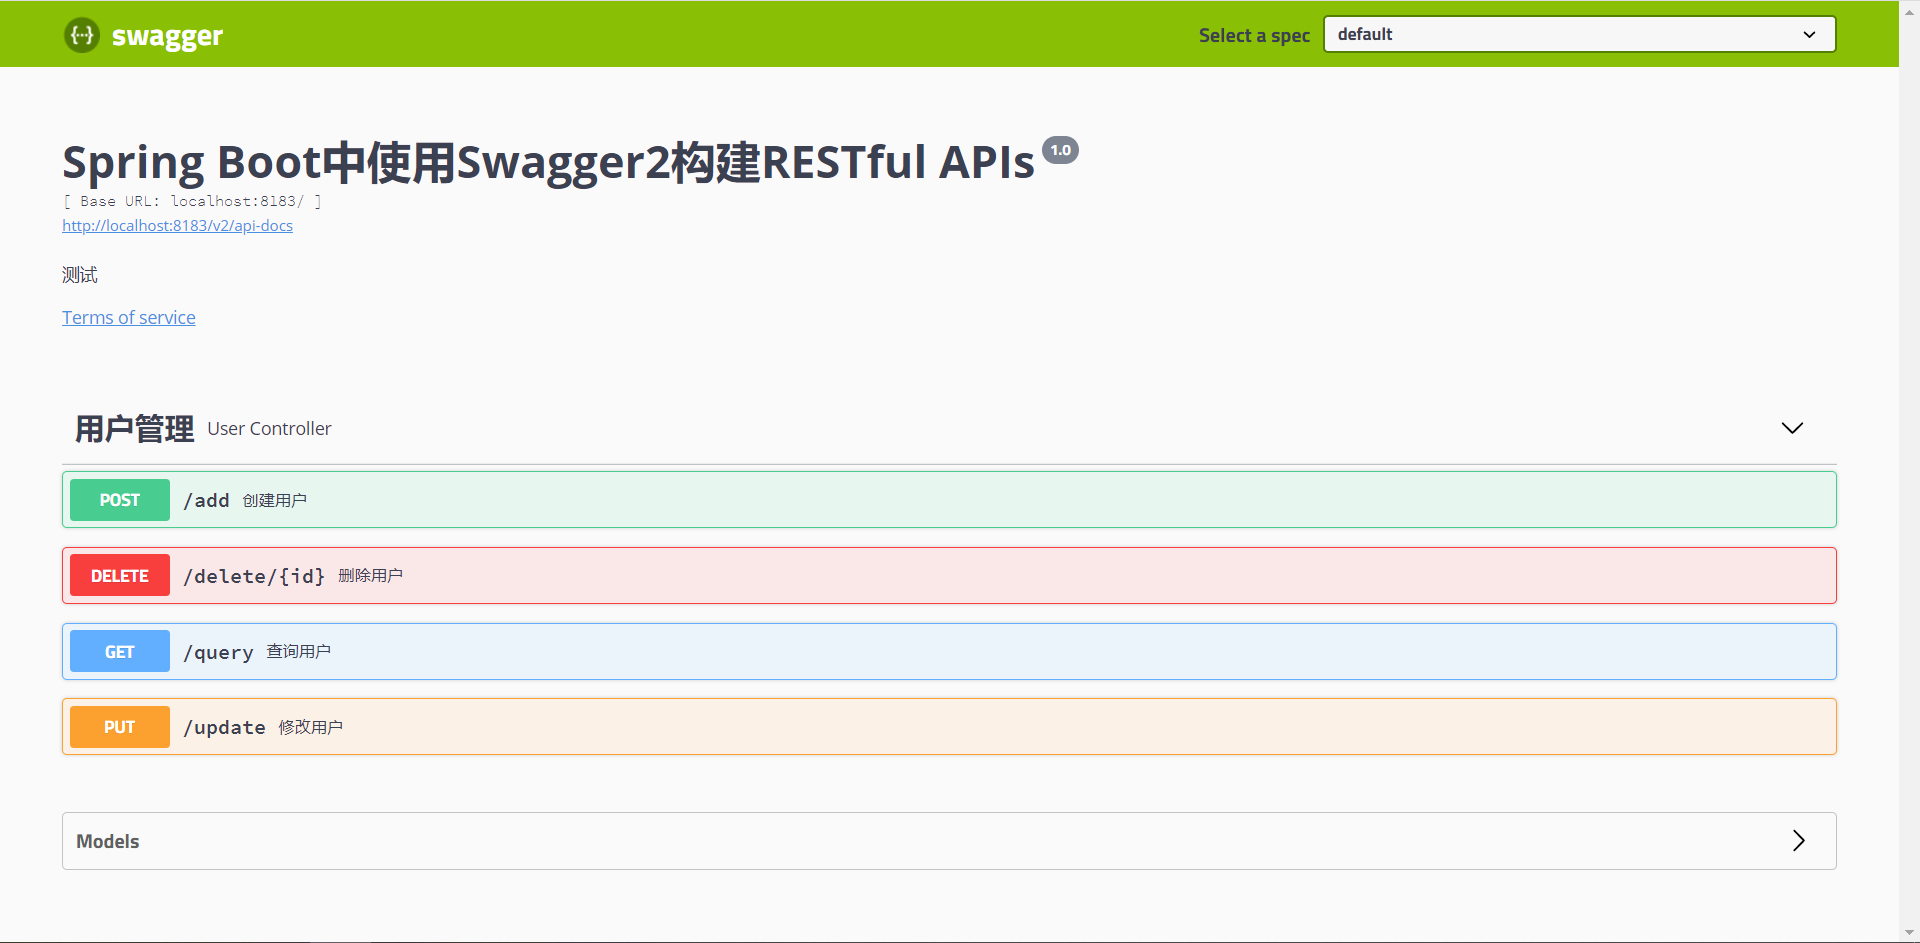 swagger
Select a spec default
Spring Boot中使用Swagger2构建RESTful APIs 1.0
[ Base URL: localhost:8183/ ]
http://localhost:8183/v2/api-docs
测试
Terms of service
用户管理 User Controller
POST /add 创建用户
DELETE /delete/{id} 删除用户
GET /query 查询用户
PUT /update 修改用户
Models